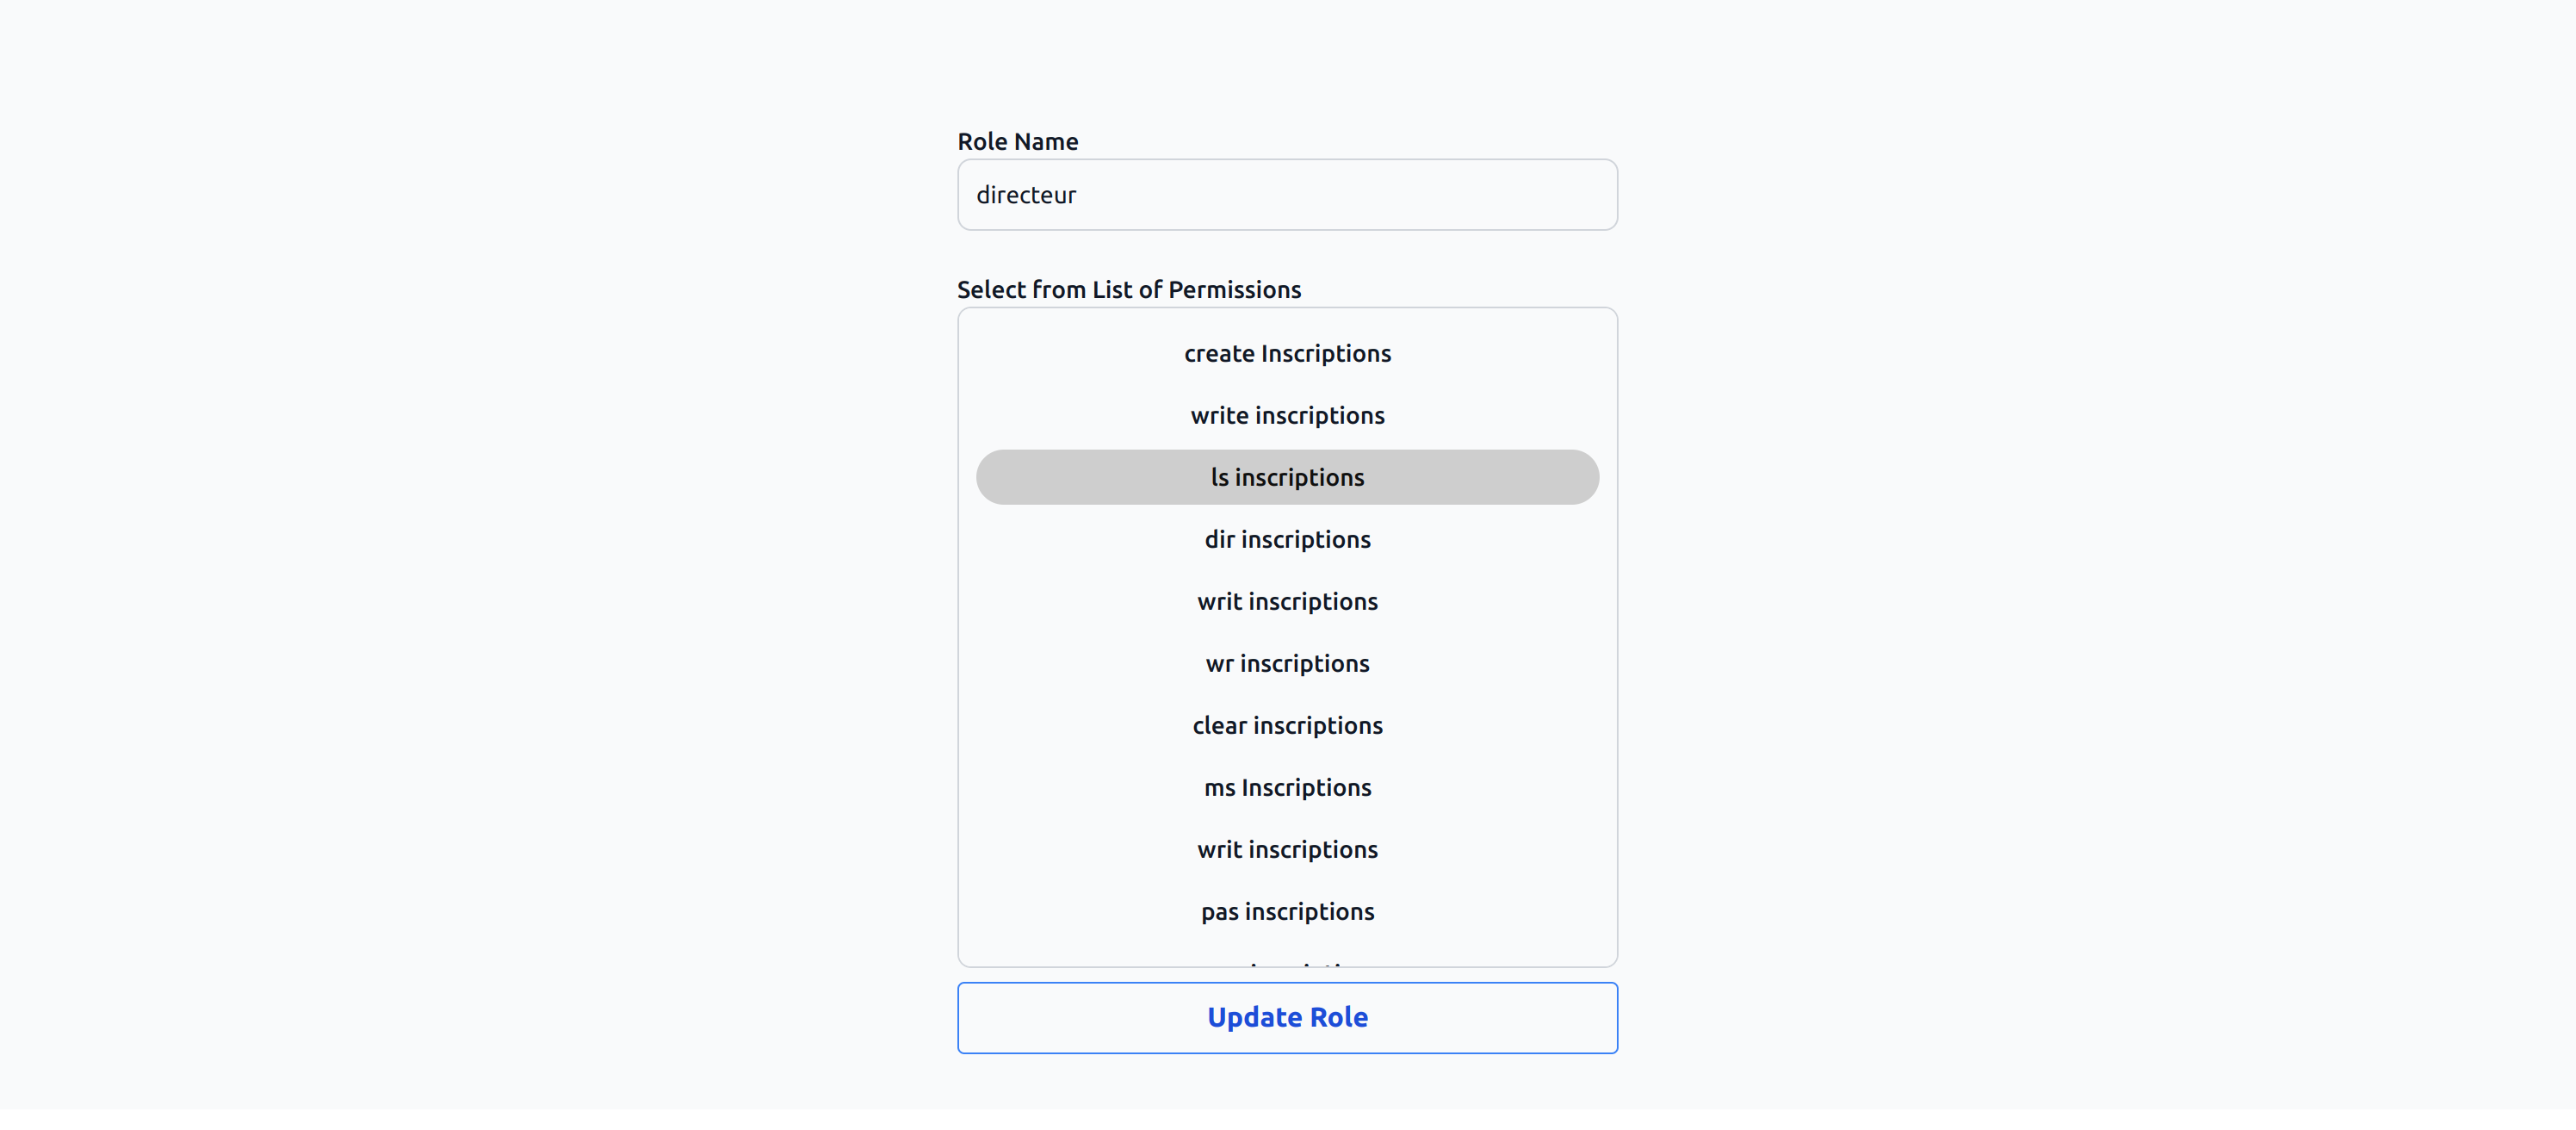 Role Name
directeur
Select from List of Permissions
create Inscriptions
write inscriptions
ls inscriptions
dir inscriptions
writ inscriptions
wr inscriptions
clear inscriptions
ms Inscriptions
writ inscriptions
pas inscriptions
Update Role